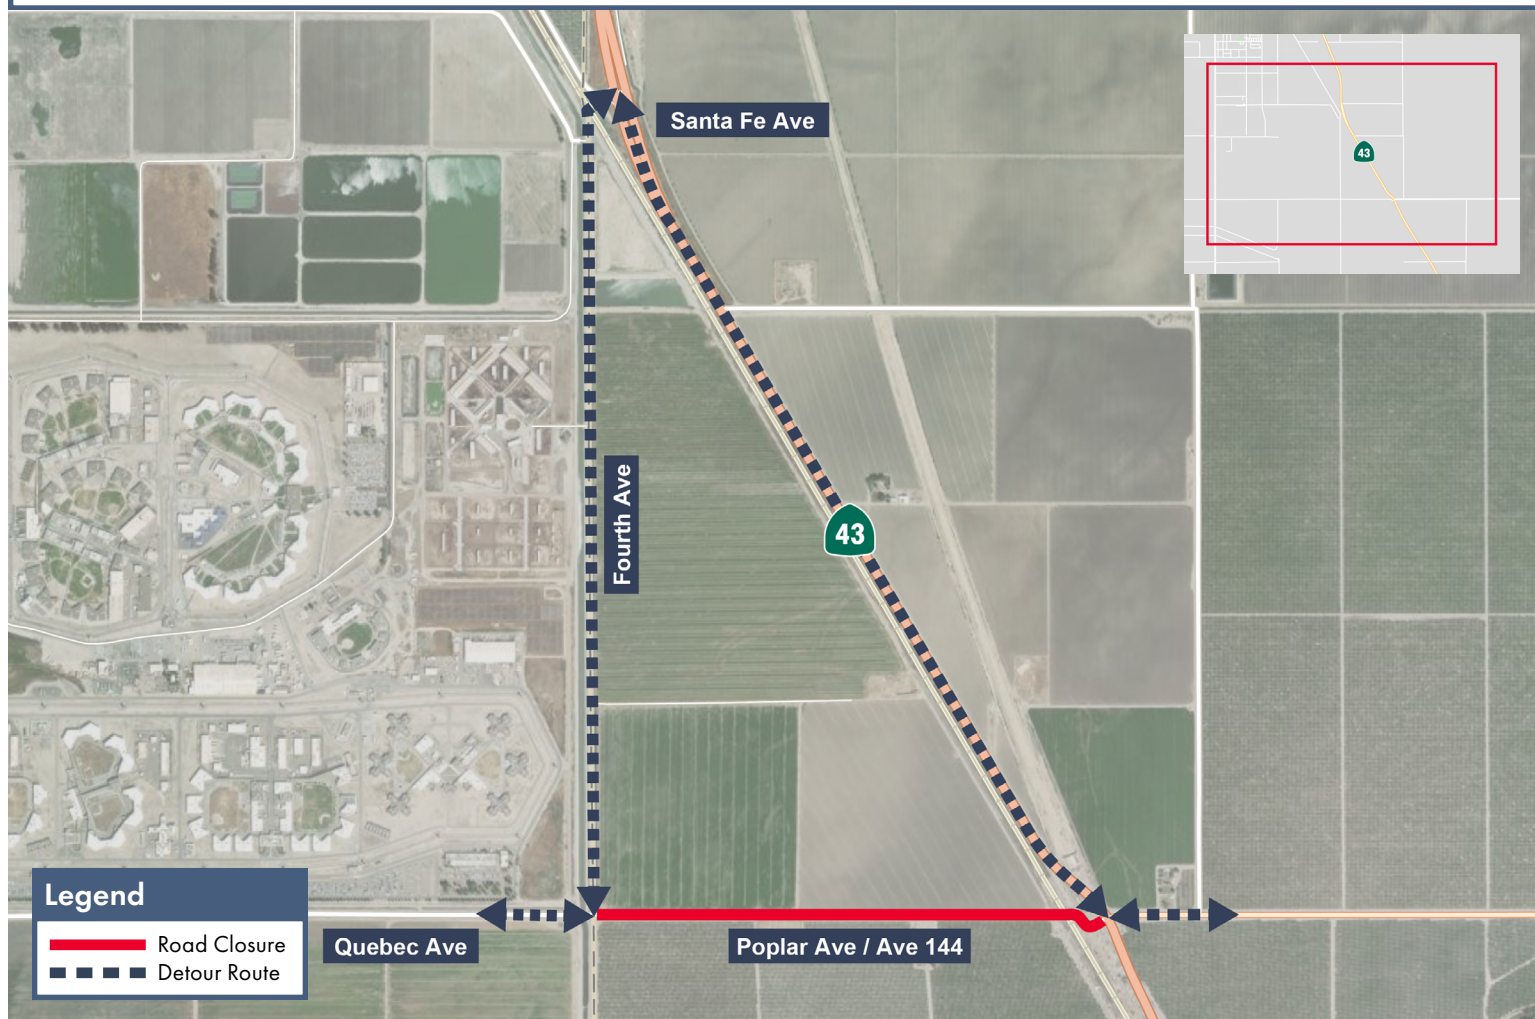 43
Santa Fe Ave
Fourth Ave
43
Legend
Road Closure
Detour Route
Quebec Ave
Poplar Ave / Ave 144